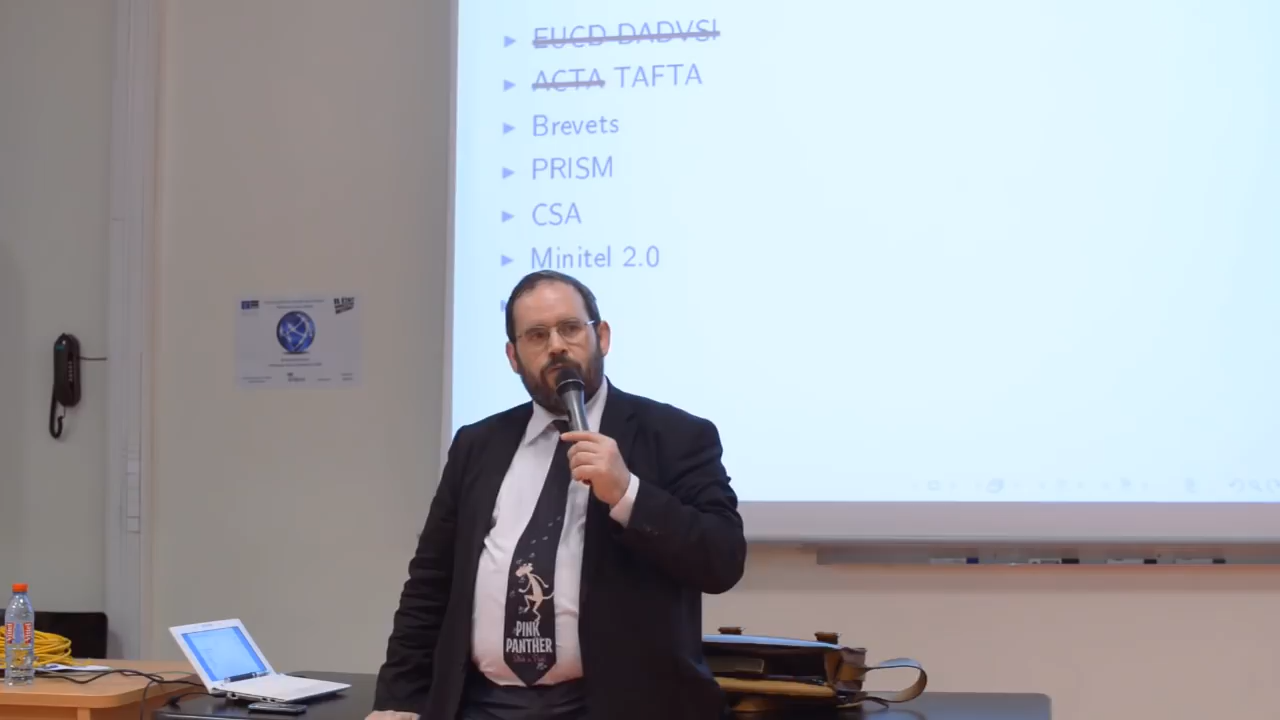 EUCD DADVSI
ACTA TAFTA
Brevets
PRISM
CSA
Minitel 2.0
PINK
PANTHER